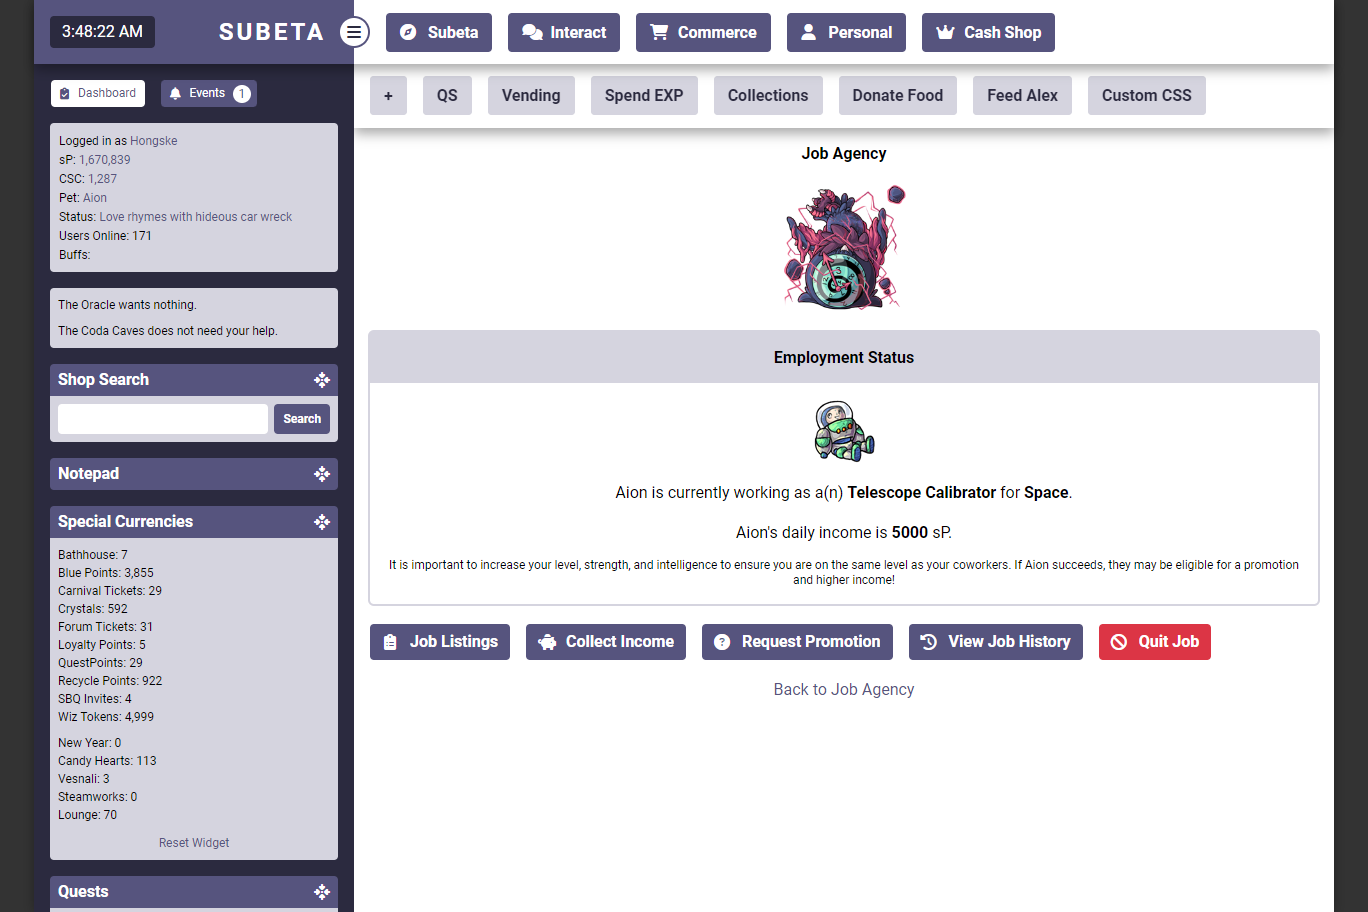 3:48:22 AM
SUBETA
Subeta
Interact
Commerce
Personal
Cash Shop
Dashboard
Events 1
+
QS
Vending
Spend EXP
Collections
Donate Food
Feed Alex
Custom CSS
Logged in as Hongske
sP: 1,670,839
CSC: 1,287
Pet: Aion
Status: Love rhymes with hideous car wreck
Users Online: 171
Buffs:
The Oracle wants nothing.
The Coda Caves does not need your help.
Shop Search
Search
Notepad
Special Currencies
Bathhouse: 7
Blue Points: 3,855
Carnival Tickets: 29
Crystals: 592
Forum Tickets: 31
Loyalty Points: 5
QuestPoints: 29
Recycle Points: 922
SBQ Invites: 4
Wiz Tokens: 4,999
New Year: 0
Candy Hearts: 113
Vesnali: 3
Steamworks: 0
Lounge: 70
Reset Widget
Quests
Job Agency
Employment Status
Aion is currently working as a(n) Telescope Calibrator for Space.
Aion's daily income is 5000 sP.
It is important to increase your level, strength, and intelligence to ensure you are on the same level as your coworkers. If Aion succeeds, they may be eligible for a promotion
and higher income!
Job Listings
Collect Income
Request Promotion
View Job History
Quit Job
Back to Job Agency